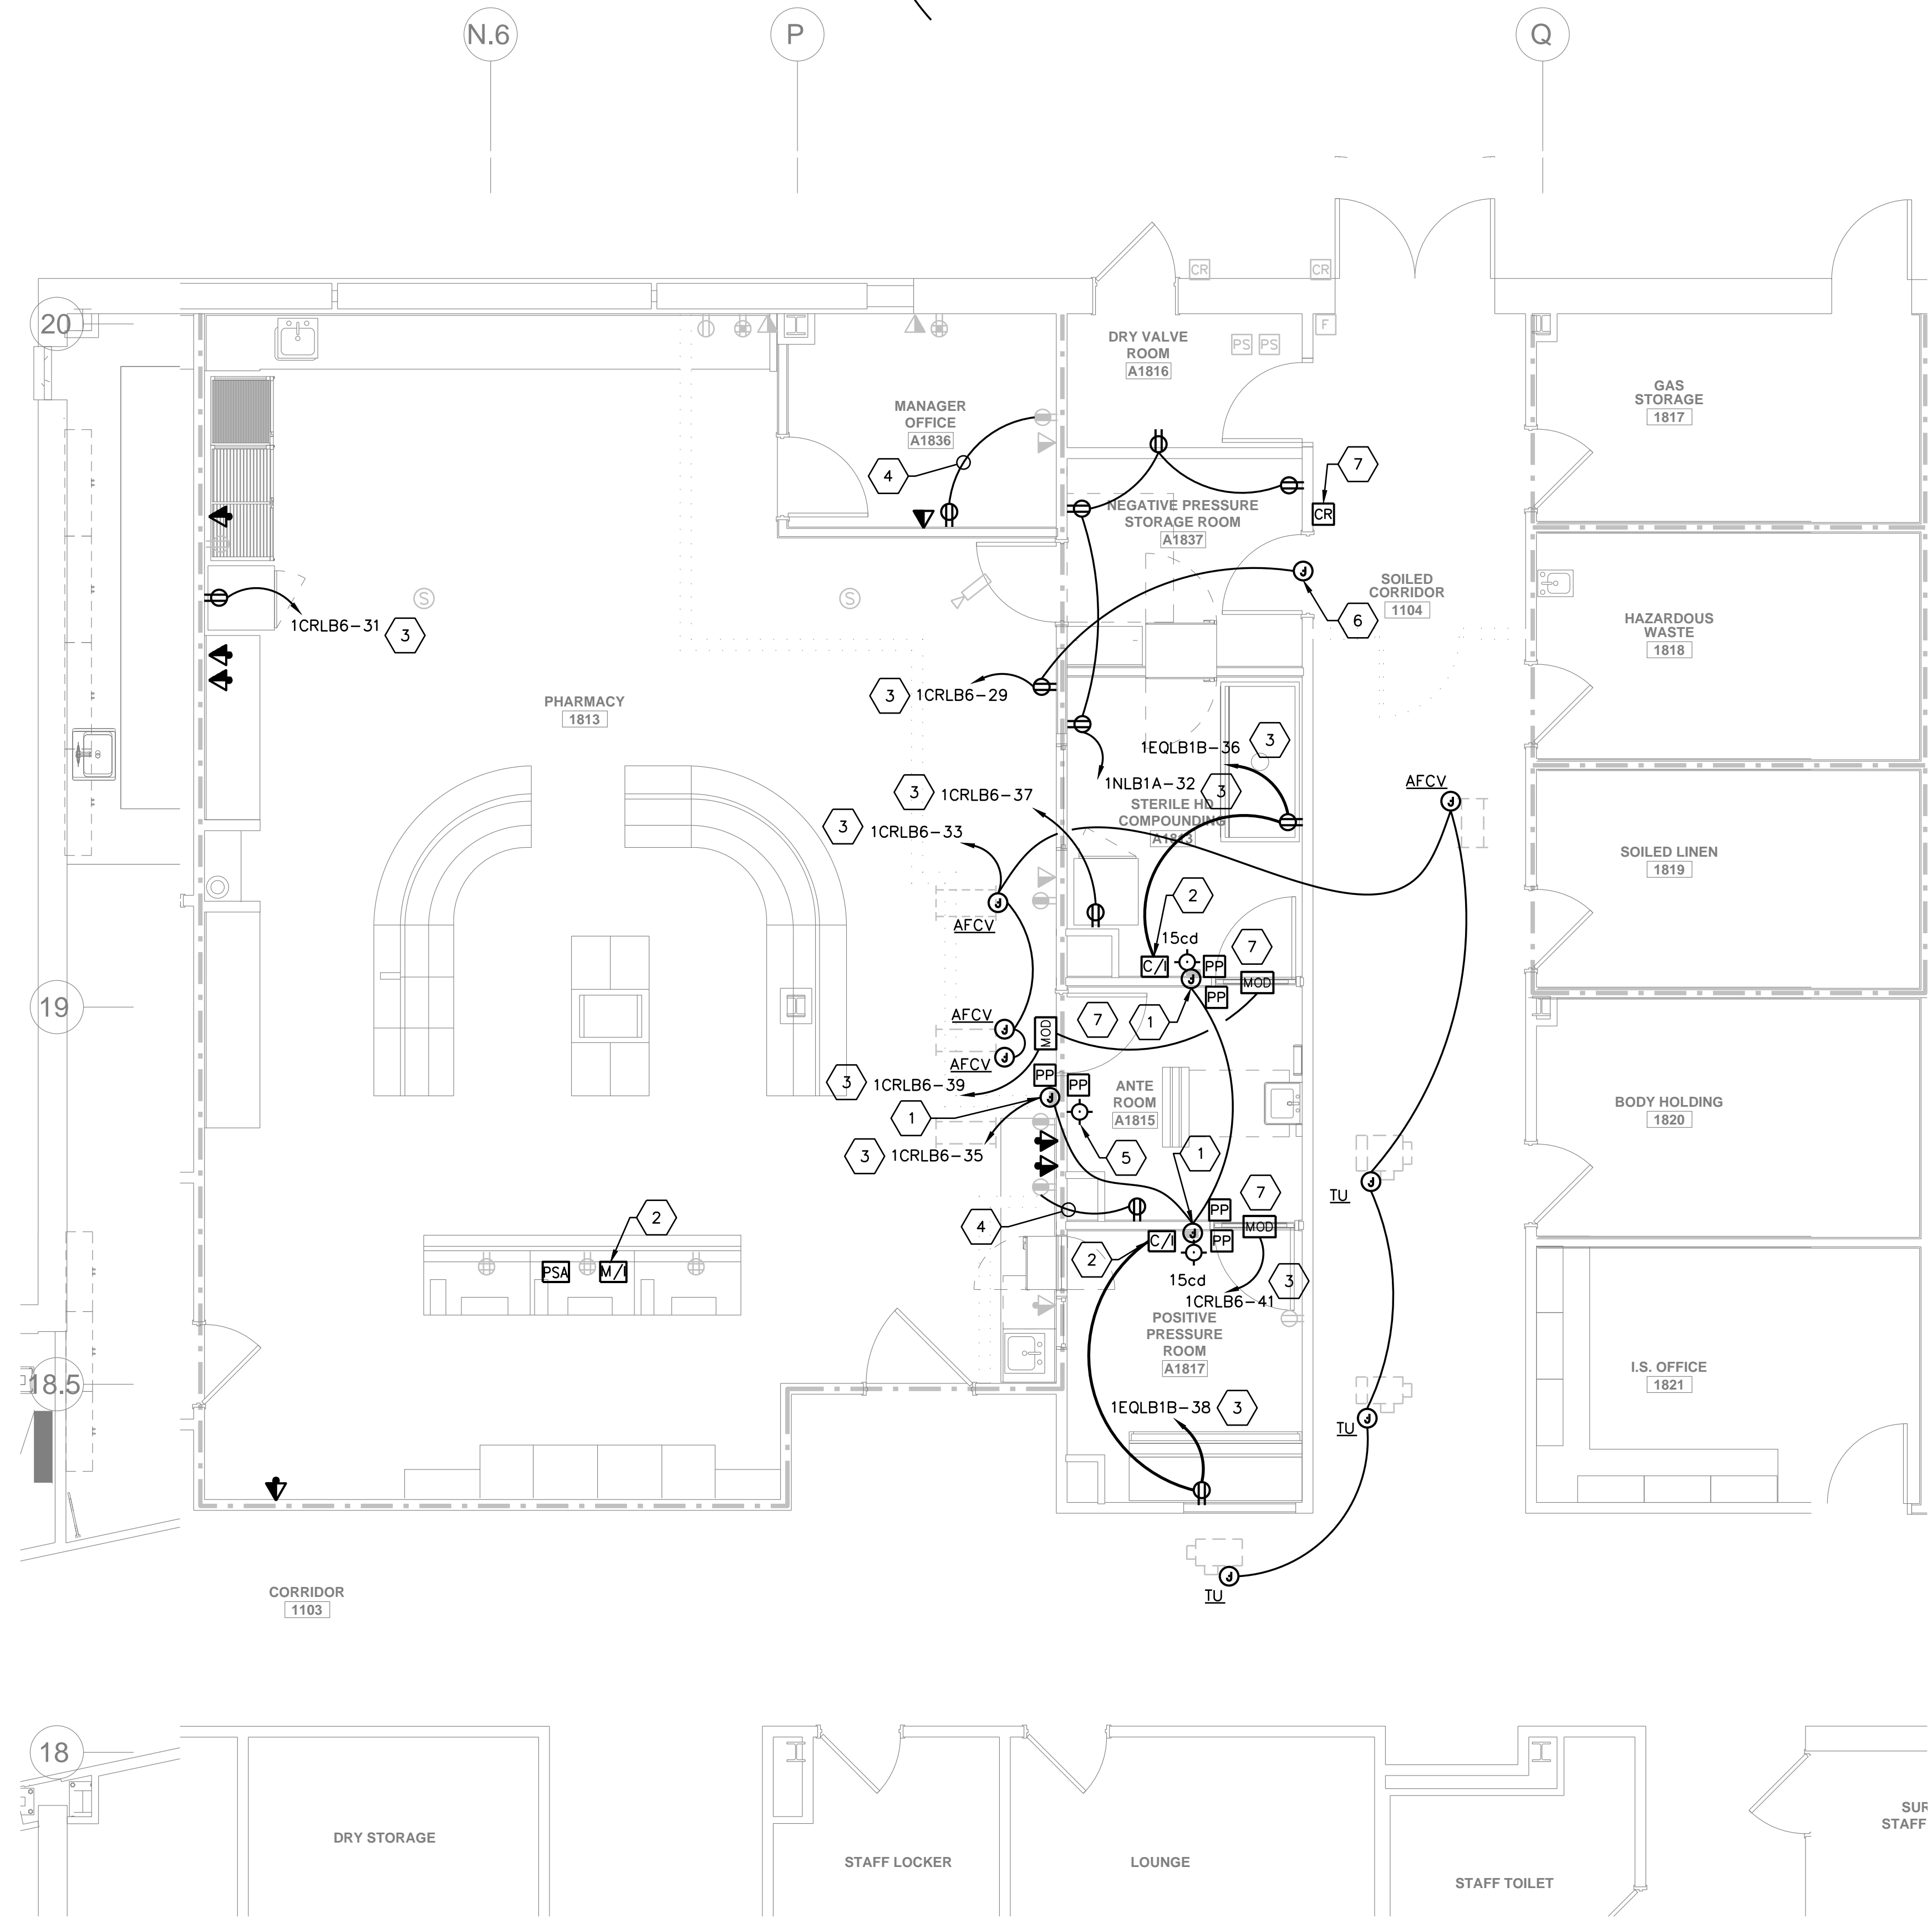 N.6
P
Q
20
19
18.5
18
CR
CR
F
PS
PS
DRY VALVE
ROOM
A1816
MANAGER
OFFICE
A1836
4
7
CR
NEGATIVE PRESSURE
STORAGE ROOM
A1837
GAS
STORAGE
1817
S
S
J
6
SOILED
CORRIDOR
1104
1CRLB6-31
3
HAZARDOUS
WASTE
1818
3
1CRLB6-29
PHARMACY
1813
1EQLB1B-36
3
1NLB1A-32
3
3
1CRLB6-37
3
1CRLB6-33
STERILE HD
COMPOUNDING
A1813
AFCV
J
SOILED LINEN
1819
J
AFCV
2
15cd
C/I
PP
7
J
MOD
PP
AFCV
J
J
AFCV
MOD
7
1
PP
PP
3
1CRLB6-39
1
J
3
1CRLB6-35
ANTE
ROOM
A1815
5
1
BODY HOLDING
1820
J
TU
7
PP
MOD
4
2
C/I
J
PP
15cd
3
1CRLB6-41
2
PSA
M/I
POSITIVE
PRESSURE
ROOM
A1817
I.S. OFFICE
1821
J
TU
1EQLB1B-38
3
J
TU
CORRIDOR
1103
DRY STORAGE
STAFF LOCKER
LOUNGE
STAFF TOILET
SUR
STAFF